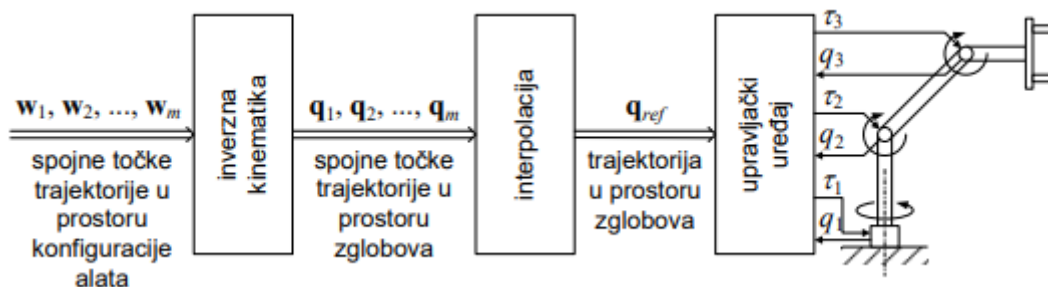 w1, w2, ..., wm
spojne točke
trajektorije u
prostoru
konfiguracije
alata
inverzna
kinematika
q1, q2, ..., qm
spojne točke
trajektorije u
prostoru
zglobova
interpolacija
qref
trajektorija
u prostoru
zglobova
upravljački
uređaj
τ3
q3
τ2
q2
τ1
q1